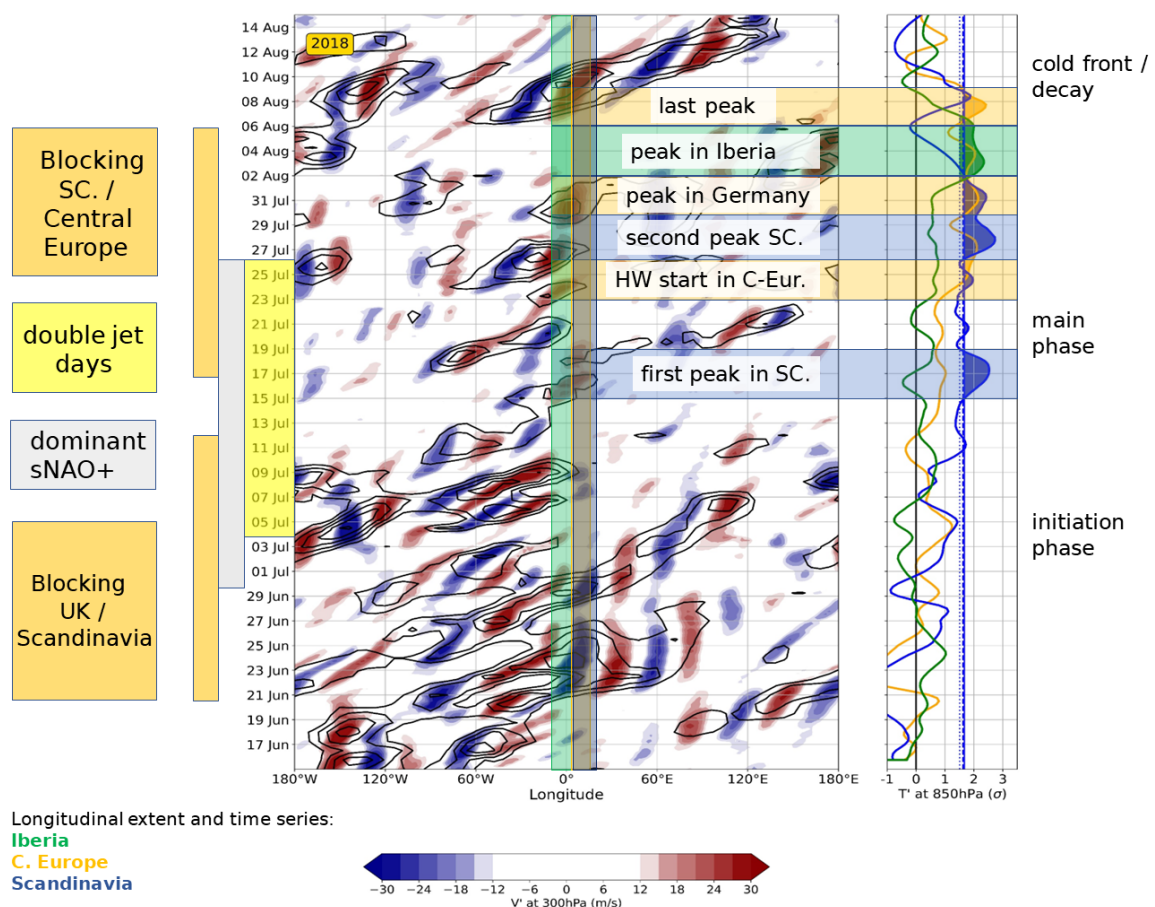 2018
14 Aug
12 Aug
10 Aug
08 Aug
06 Aug
04 Aug
02 Aug
31 Jul
29 Jul
27 Jul
25 Jul
23 Jul
21 Jul
19 Jul
17 Jul
15 Jul
13 Jul
11 Jul
09 Jul
07 Jul
05 Jul
03 Jul
01 Jul
29 Jun
27 Jun
25 Jun
23 Jun
21 Jun
19 Jun
17 Jun
180°
120°W
60°W
0°
60°E
120°E
180°E
Longitude
Blocking
SC. /
Central
Europe
double jet
days
dominant
sNAO+
Blocking
UK /
Scandinavia
last peak
peak in Iberia
peak in Germany
second peak SC.
HW start in C-Eur.
first peak in SC.
-1 0 1 2 3
T' at 850hPa (σ)
cold front /
decay
main
phase
initiation
phase
Longitudinal extent and time series:
Iberia
C. Europe
Scandinavia
−30 −24 −18 −12 −6 0 6 12 18 24 30
V' at 300hPa (m/s)